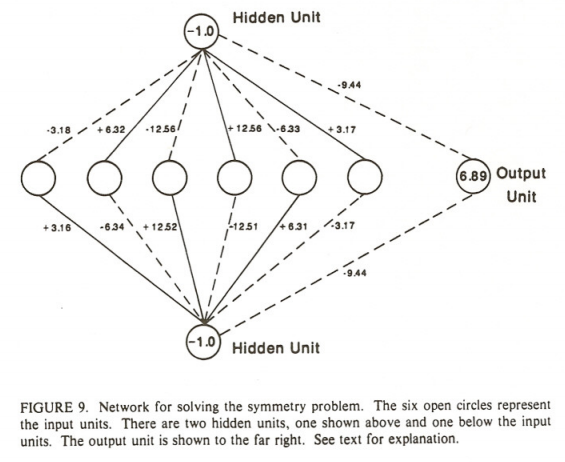 Hidden Unit
-1.0
-9.44
-3.18 +6.32 -12.56 +12.56 -6.33 +3.17
6.89 Output
Unit
+3.16 -6.34 +12.52 -12.51 +6.31 -3.17
-9.44
-1.0
Hidden Unit
FIGURE 9. Network for solving the symmetry problem. The six open circles represent
the input units. There are two hidden units, one shown above and one below the input
units. The output unit is shown to the far right. See text for explanation.